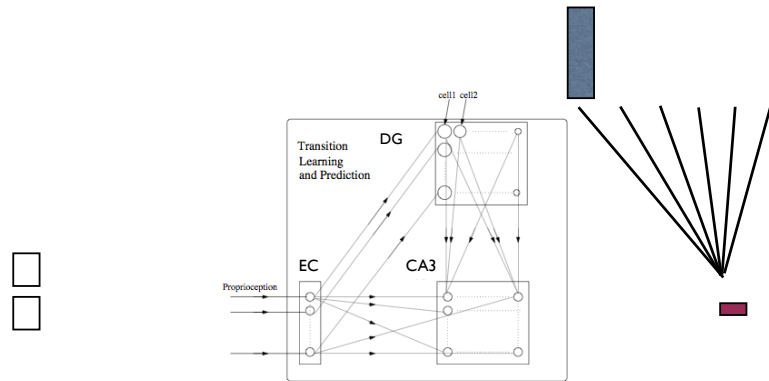 cell1 cell2
DG
Transition
Learning
and Prediction
EC
CA3
Proprioception